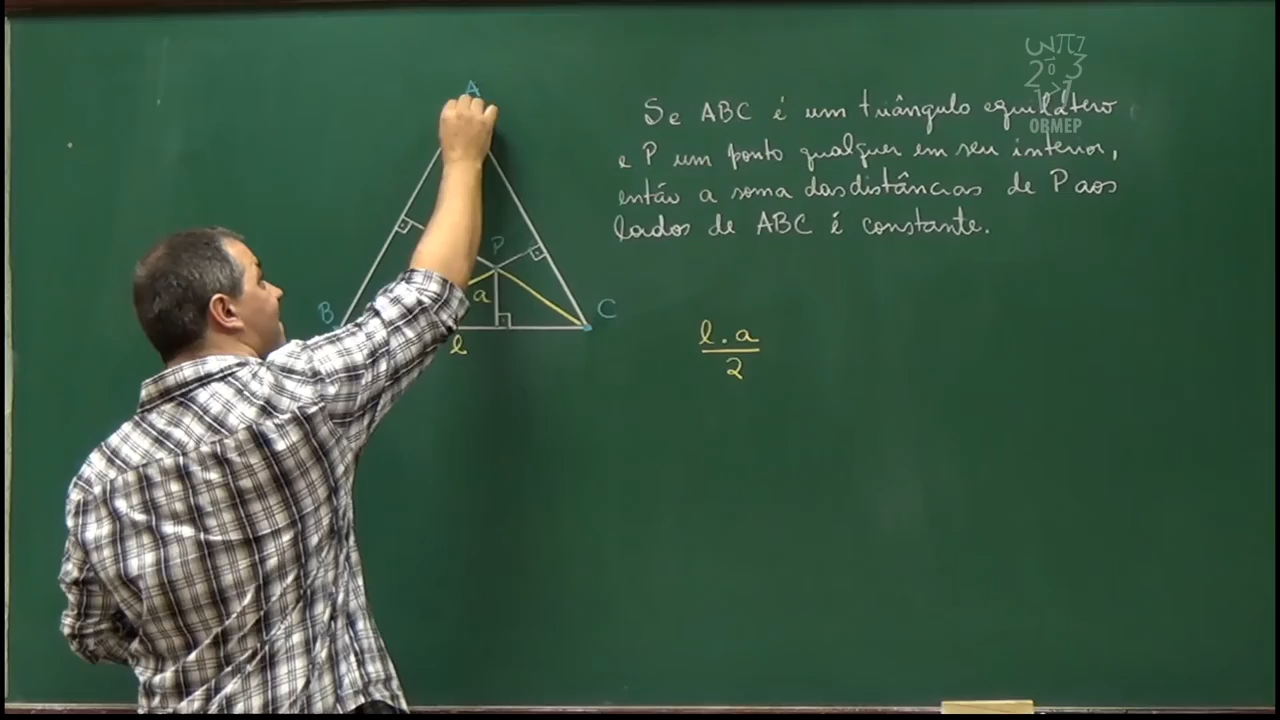 A
Se ABC é um triângulo equilátero
e P um ponto qualquer em seu interior,
então a soma das distâncias de P aos
lados de ABC é constante.
OBMEP
P
a
B
C
l
l . a
2